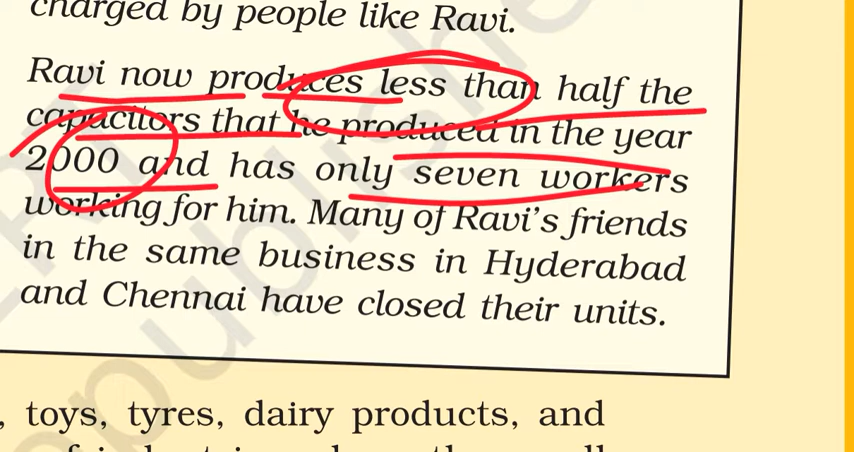 charged by people like Ravi.
Ravi now produces less than half the
capacitors that he produced in the year
2000 and has only seven workers
working for him. Many of Ravi's friends
in the same business in Hyderabad
and Chennai have closed their units.
, toys, tyres, dairy products, and